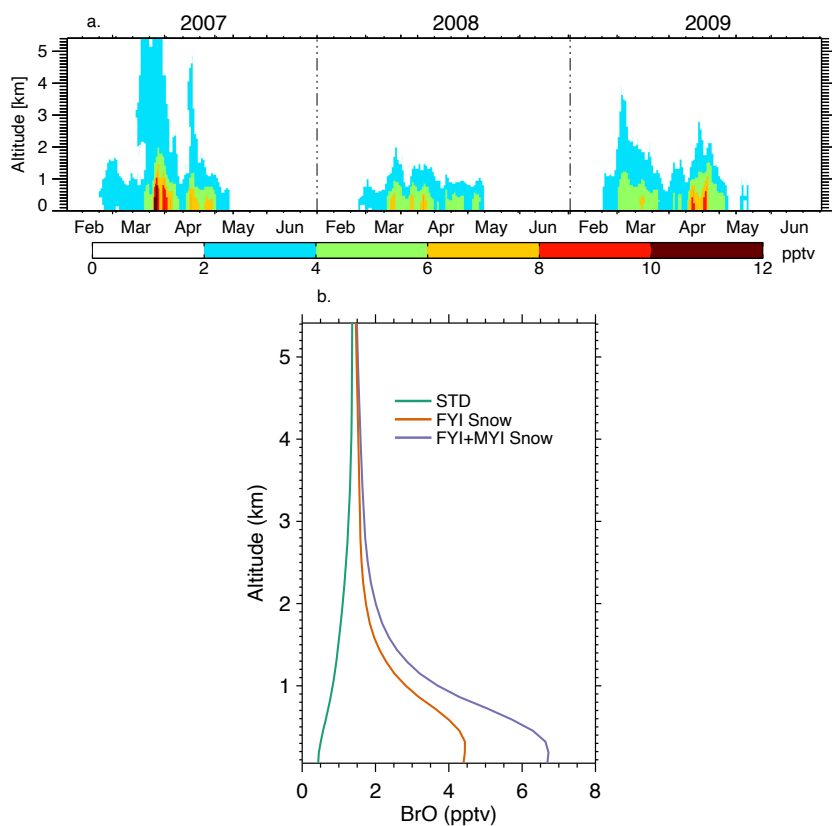 a. 2007 2008 2009
5
4
3
2
1
0
Altitude [km]
Feb Mar Apr May Jun Feb Mar Apr May Jun Feb Mar Apr May Jun
0 2 4 6 8 10 12 pptv
b.
5
4
3
2
1
Altitude (km)
STD
FYI Snow
FYI+MYI Snow
0 2 4 6 8
BrO (pptv)